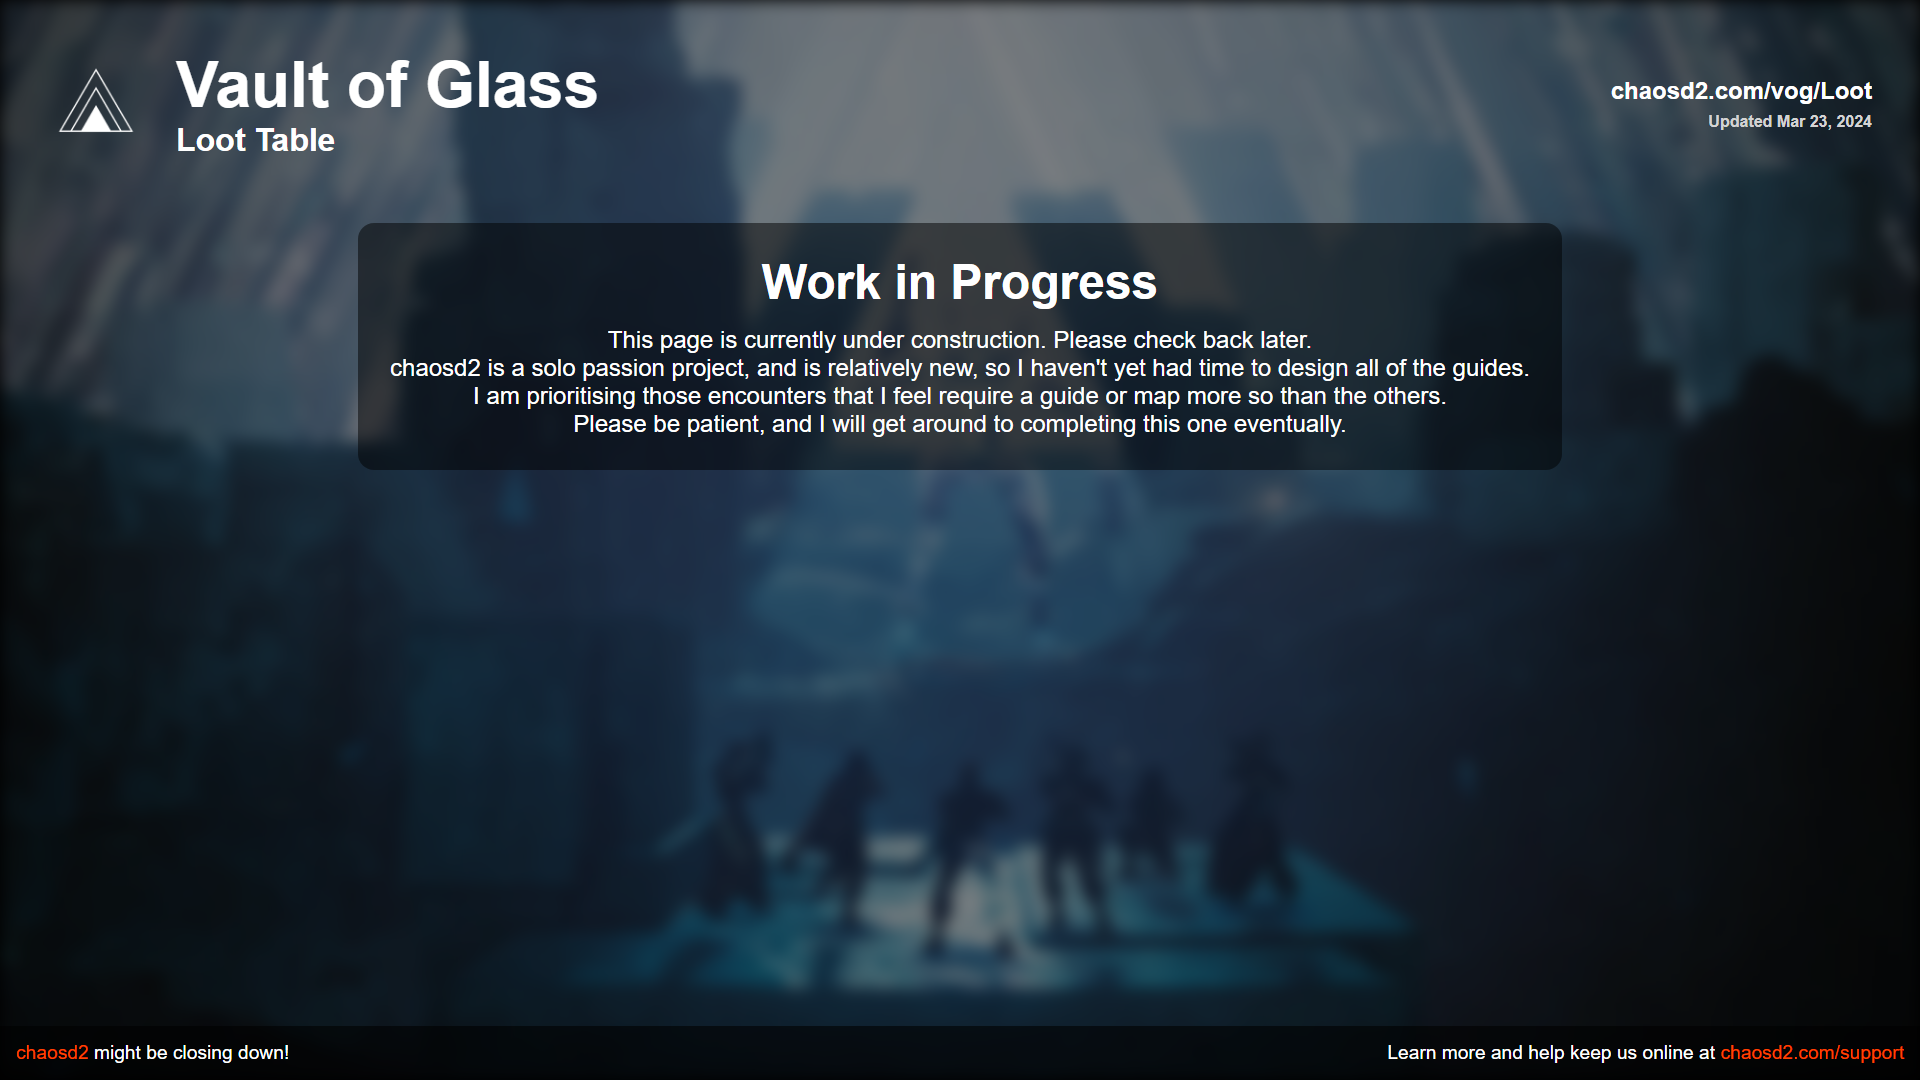 Vault of Glass
Loot Table
chaosd2.com/vog/Loot
Updated Mar 23, 2024
Work in Progress
This page is currently under construction. Please check back later.
chaosd2 is a solo passion project, and is relatively new, so I haven't yet had time to design all of the guides.
I am prioritising those encounters that I feel require a guide or map more so than the others.
Please be patient, and I will get around to completing this one eventually.
chaosd2 might be closing down!
Learn more and help keep us online at chaosd2.com/support